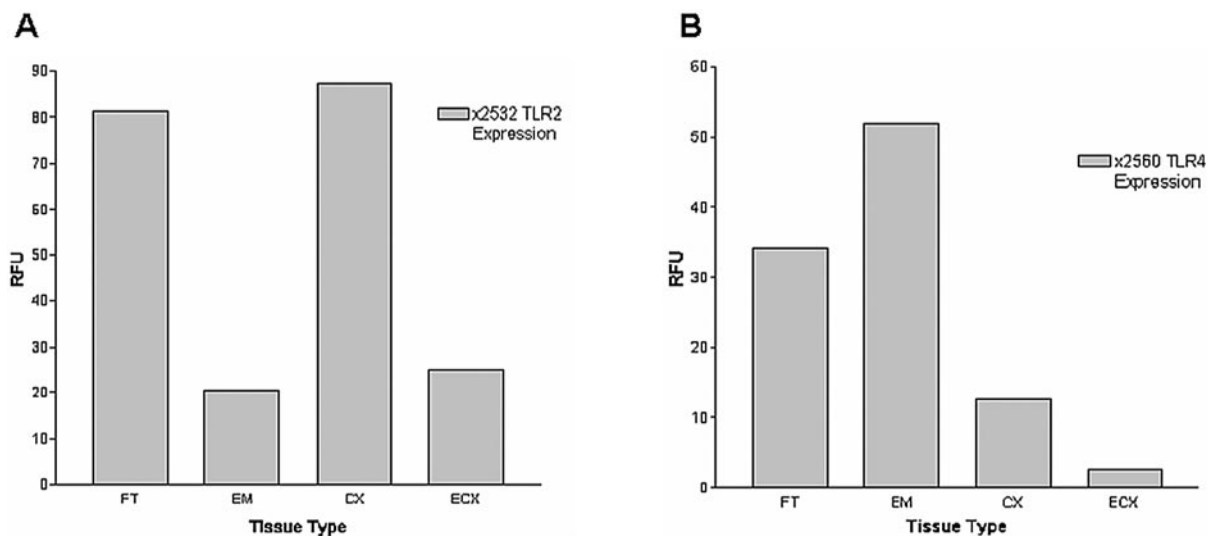 A
90
80
70
60
50
40
30
20
10
0
RFU
FT EM CX ECX
Tissue Type
x2532 TLR2
Expression
B
60
50
40
30
20
10
0
RFU
FT EM CX ECX
Tissue Type
x2560 TLR4
Expression